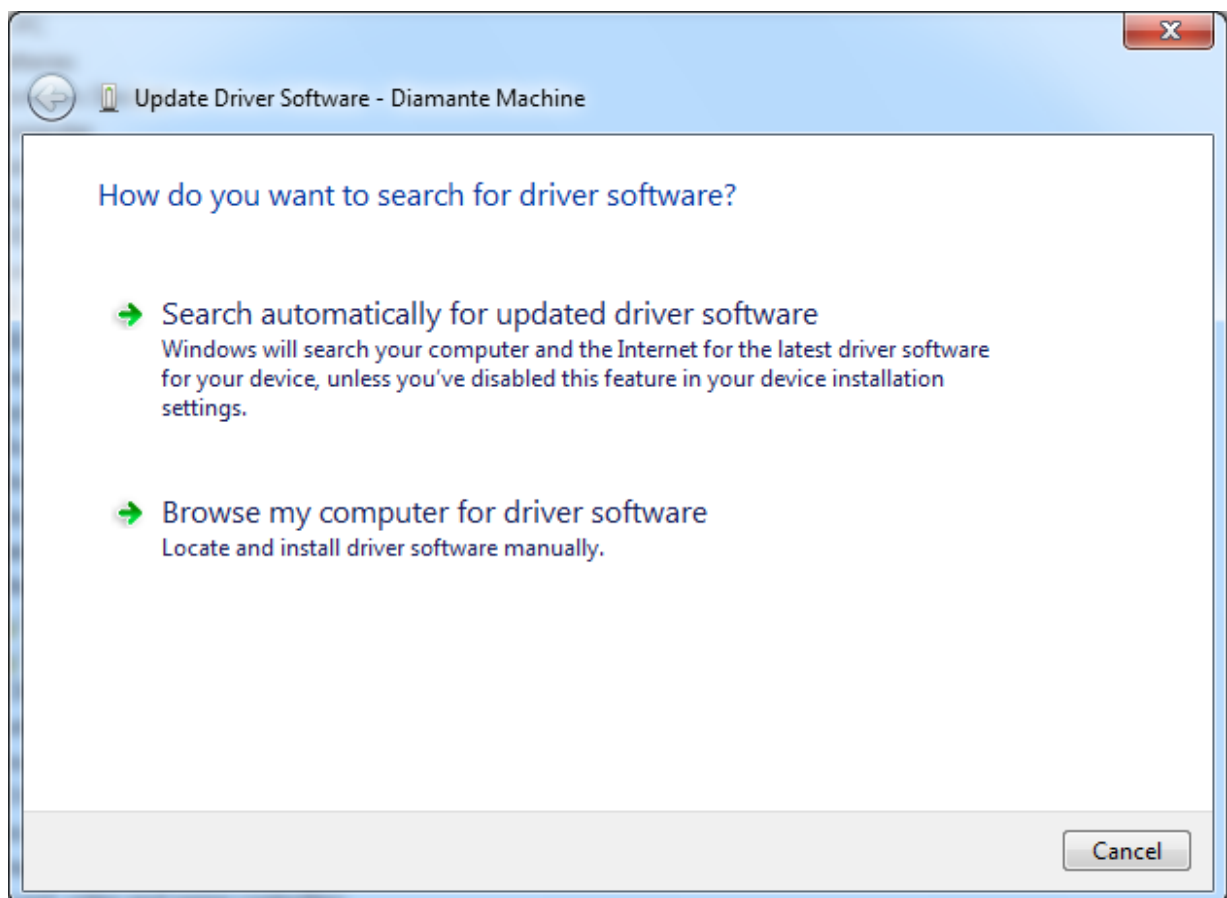 Update Driver Software - Diamante Machine
How do you want to search for driver software?
Search automatically for updated driver software
Windows will search your computer and the Internet for the latest driver software
for your device, unless you've disabled this feature in your device installation
settings.
Browse my computer for driver software
Locate and install driver software manually.
Cancel